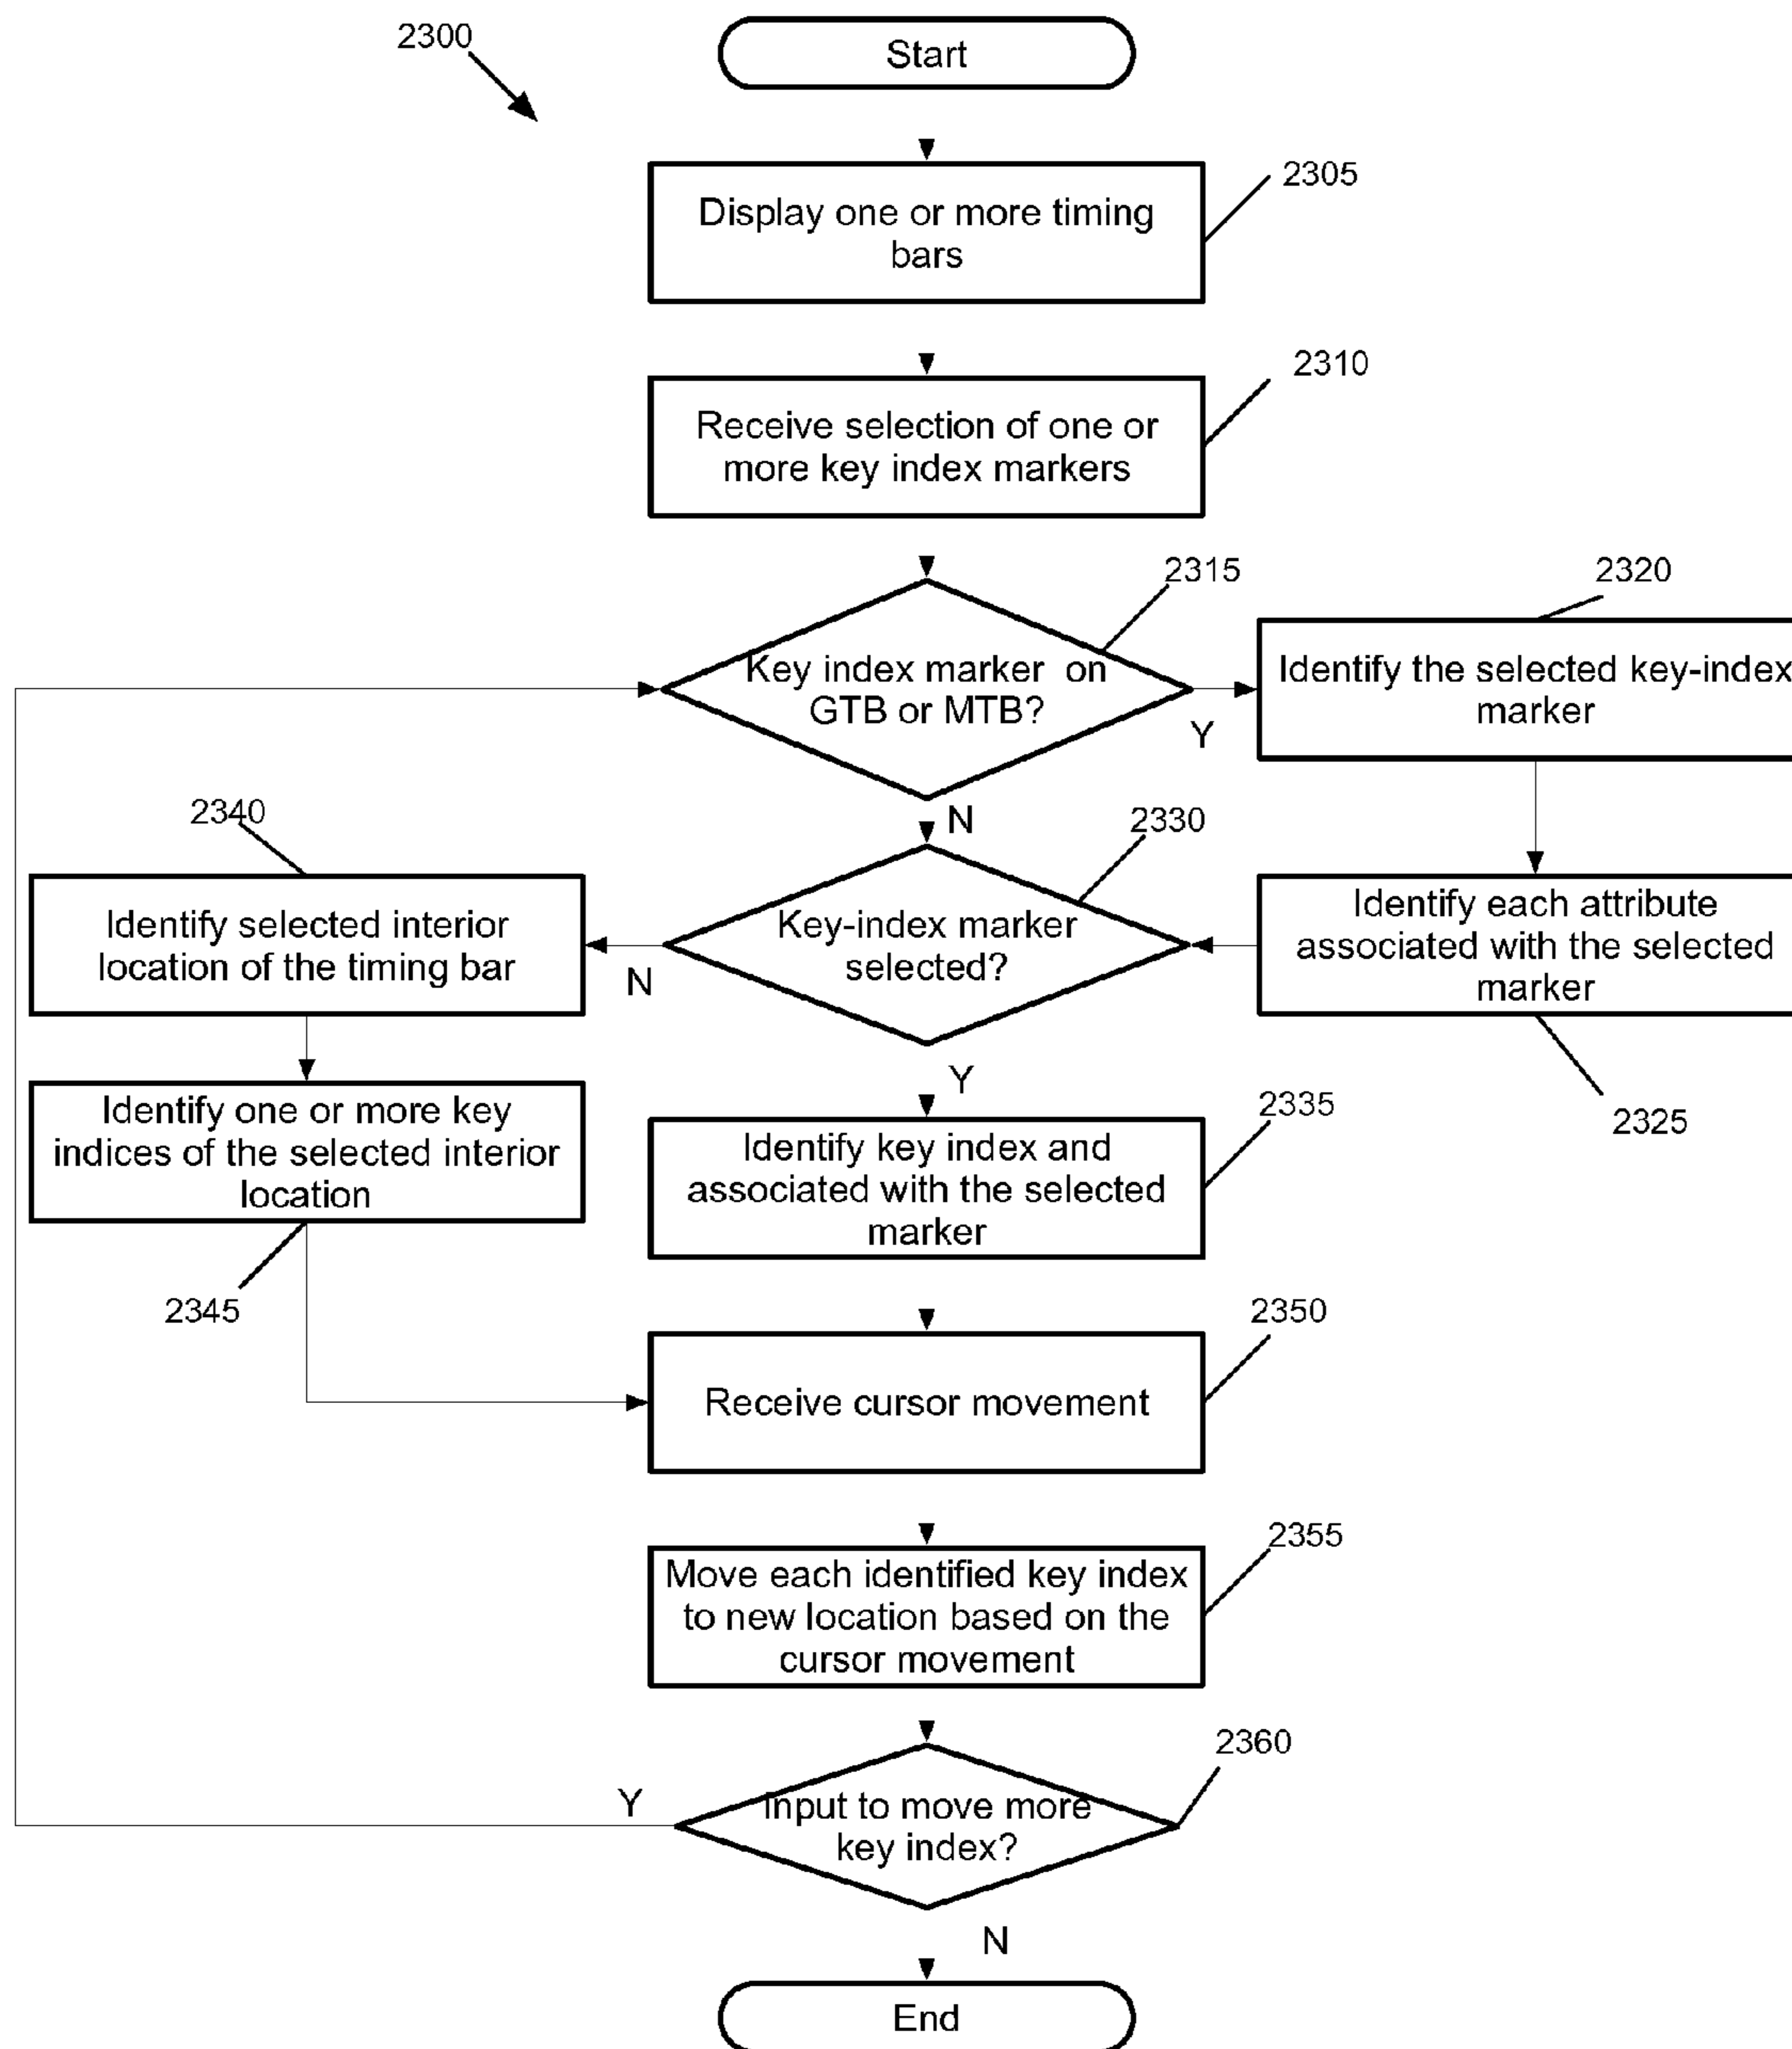 2300
Start
2305
Display one or more timing
bars
2310
Receive selection of one or
more key index markers
2315
Key index marker on
GTB or MTB?
Y
N
2320
Identify the selected key-index
marker
Identify each attribute
associated with the selected
marker
2325
2330
Key-index marker
selected?
N
Y
2340
Identify selected interior
location of the timing bar
Identify one or more key
indices of the selected interior
location
2345
2335
Identify key index and
associated with the selected
marker
2350
Receive cursor movement
2355
Move each identified key index
to new location based on the
cursor movement
2360
Input to move more
key index?
Y
N
End